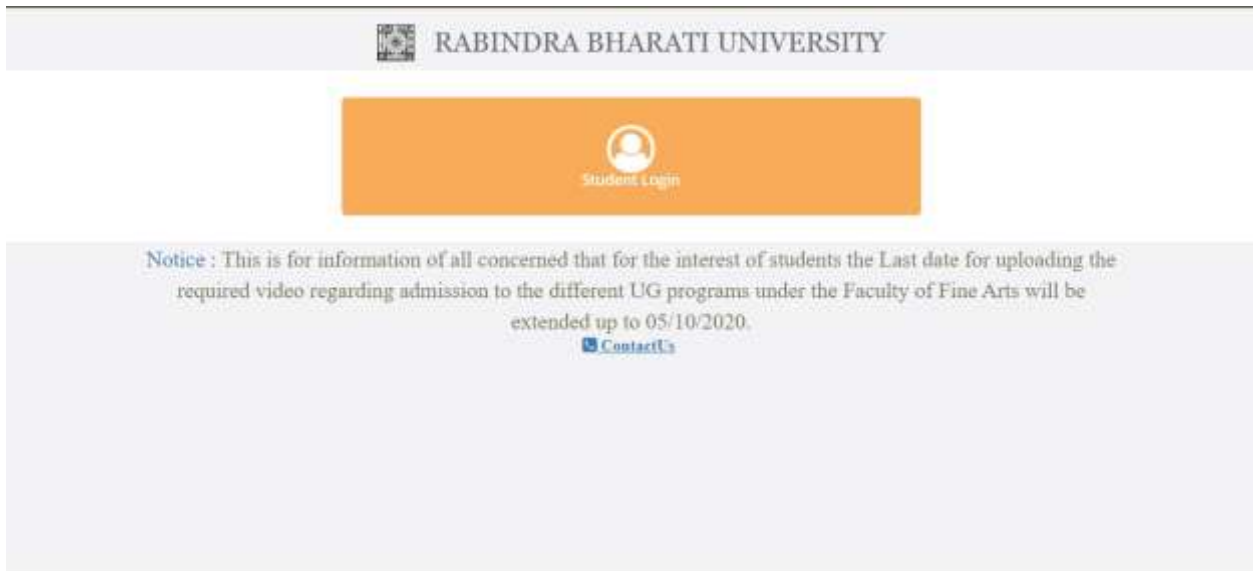 RABINDRA BHARATI UNIVERSITY
Student Login
Notice : This is for information of all concerned that for the interest of students the Last date for uploading the
required video regarding admission to the different UG programs under the Faculty of Fine Arts will be
extended up to 05/10/2020.
ContactUs